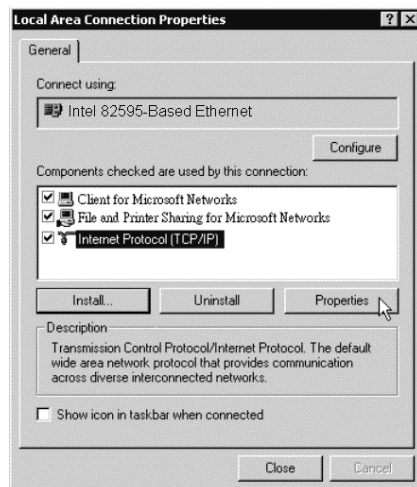 Local Area Connection Properties
General
Connect using:
Intel 82595-Based Ethernet
Configure
Components checked are used by this connection:
Client for Microsoft Networks
File and Printer Sharing for Microsoft Networks
Internet Protocol (TCP/IP)
Install... Uninstall Properties
Description
Transmission Control Protocol/Internet Protocol. The default
wide area network protocol that provides communication
across diverse interconnected networks.
Show icon in taskbar when connected
Close Cancel